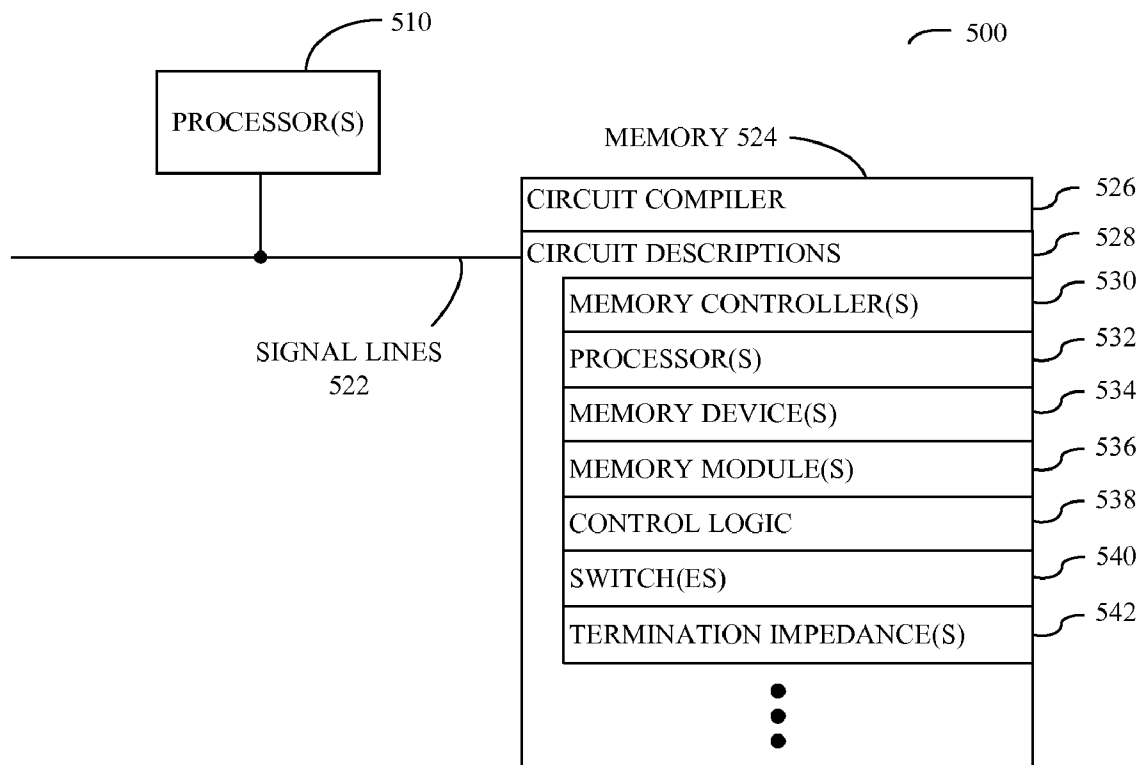 510
500
PROCESSOR(S)
MEMORY 524
CIRCUIT COMPILER
526
CIRCUIT DESCRIPTIONS
528
MEMORY CONTROLLER(S)
530
SIGNAL LINES
522
PROCESSOR(S)
532
MEMORY DEVICE(S)
534
MEMORY MODULE(S)
536
CONTROL LOGIC
538
SWITCH(ES)
540
TERMINATION IMPEDANCE(S)
542